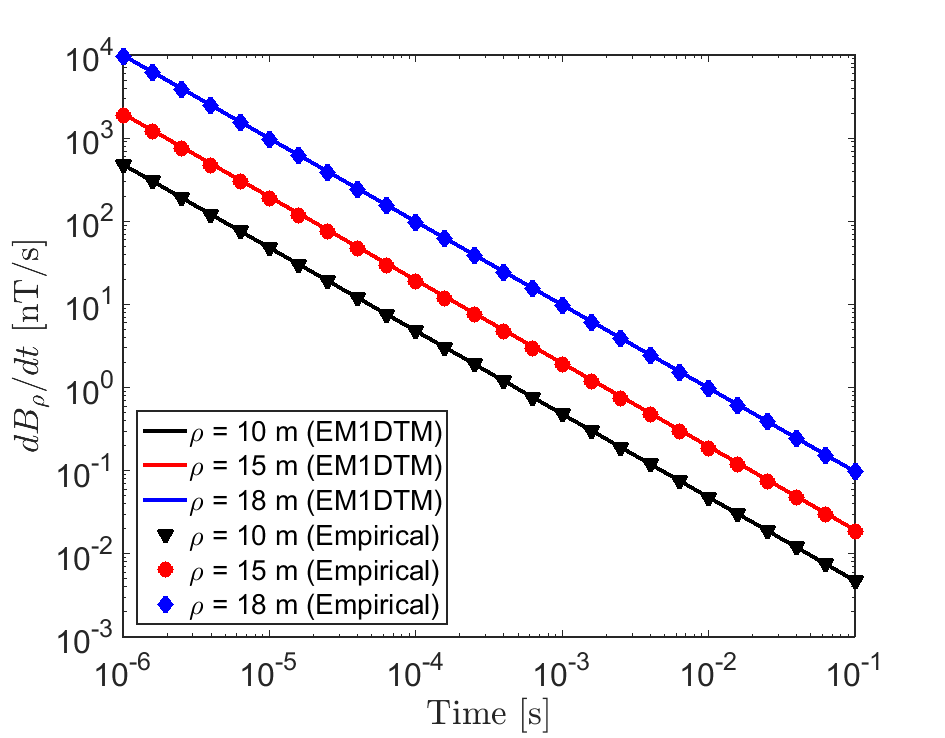 10^4
10^3
10^2
10^1
10^0
10^-1
10^-2
10^-3
dB_ρ/dt [nT/s]
ρ = 10 m (EM1DTM)
ρ = 15 m (EM1DTM)
ρ = 18 m (EM1DTM)
ρ = 10 m (Empirical)
ρ = 15 m (Empirical)
ρ = 18 m (Empirical)
10^-6 10^-5 10^-4 10^-3 10^-2 10^-1
Time [s]